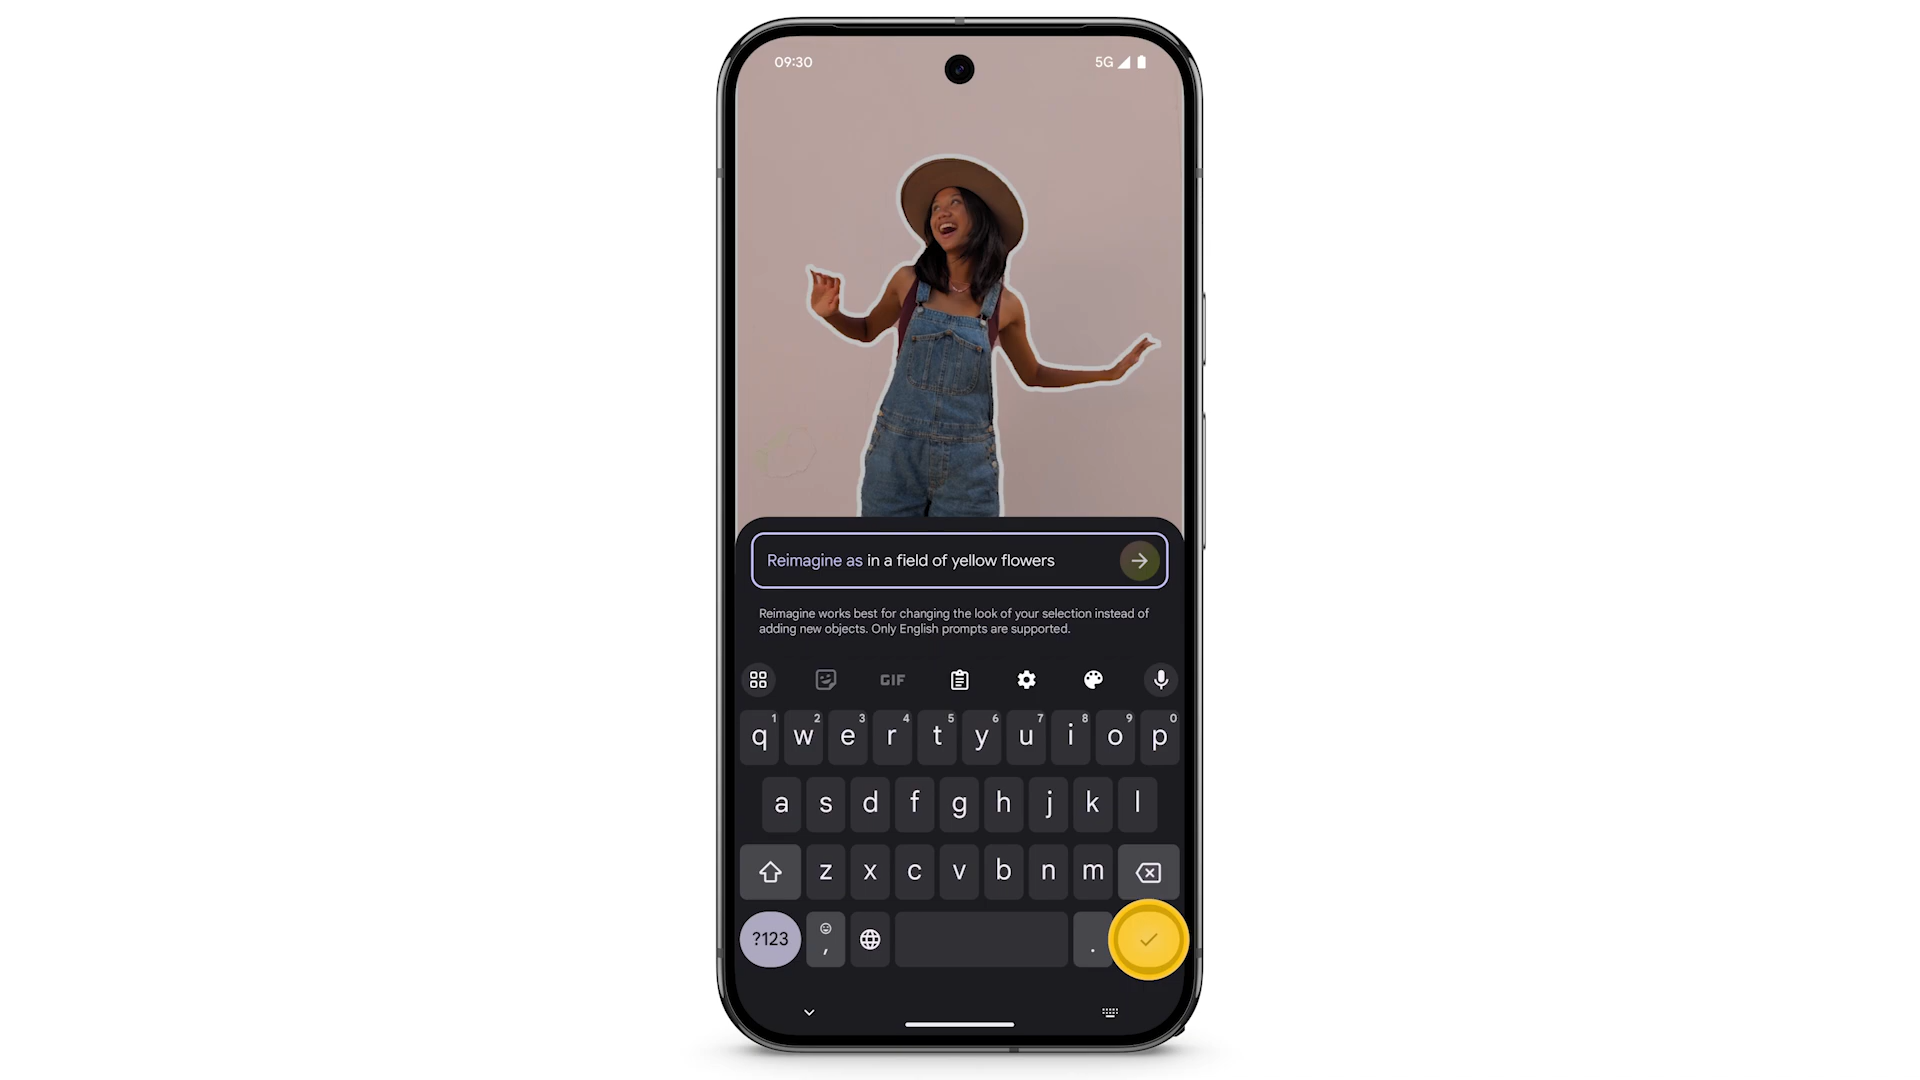 09:30 5G
Reimagine as in a field of yellow flowers
Reimagine works best for changing the look of your selection instead of
adding new objects. Only English prompts are supported.
GIF
1 2 3 4 5 6 7 8 9 0
q w e r t y u i o p
a s d f g h j k l
z x c v b n m
?123 , .